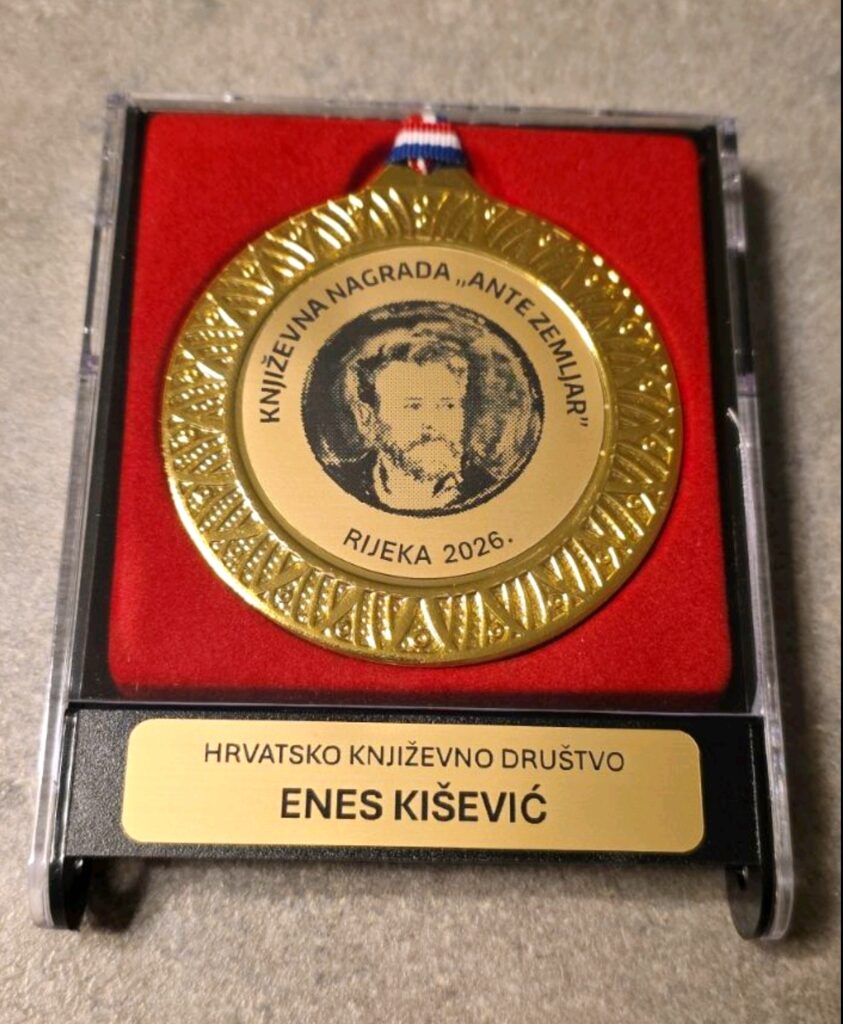 KNJIŽEVNA NAGRADA „ANTE ZEMLJAR”
RIJEKA 2026.
HRVATSKO KNJIŽEVNO DRUŠTVO
ENES KIŠEVIĆ